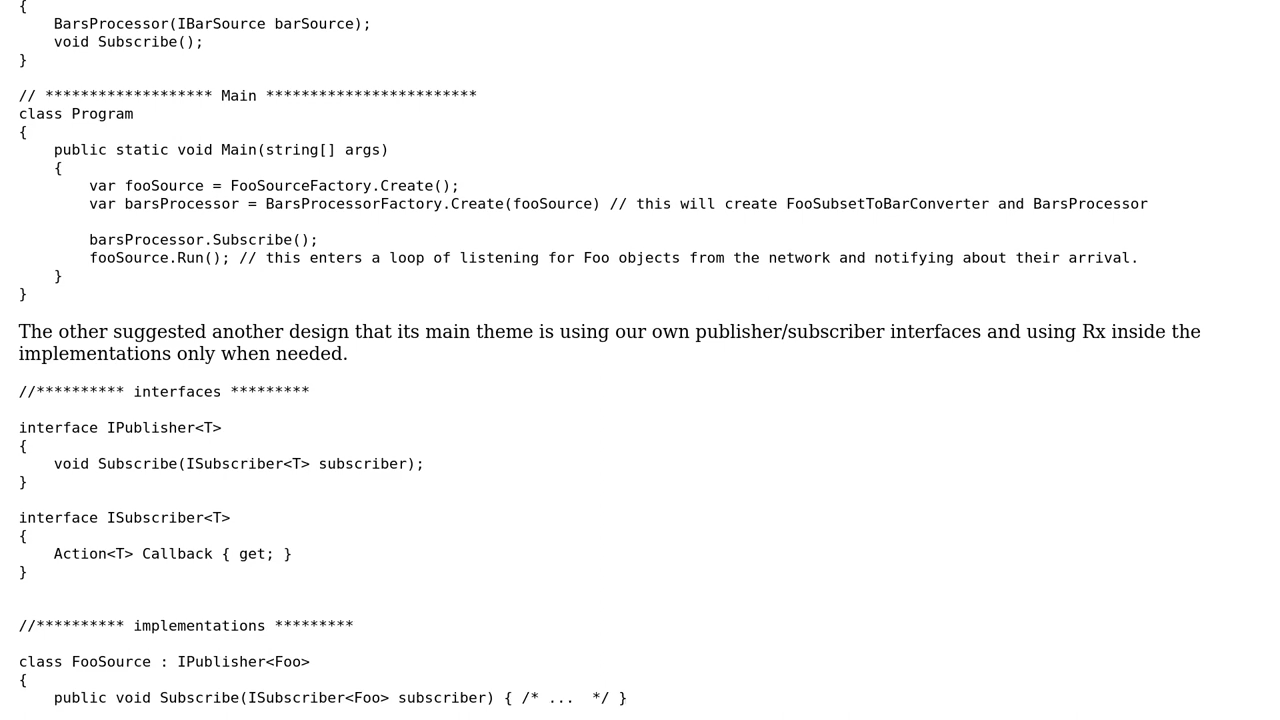 {
    BarsProcessor(IBarSource barSource);
    void Subscribe();
}
// ******************* Main ************************
class Program
{
    public static void Main(string[] args)
    {
        var fooSource = FooSourceFactory.Create();
        var barsProcessor = BarsProcessorFactory.Create(fooSource) // this will create FooSubsetToBarConverter and BarsProcessor
        barsProcessor.Subscribe();
        fooSource.Run(); // this enters a loop of listening for Foo objects from the network and notifying about their arrival.
    }
}
The other suggested another design that its main theme is using our own publisher/subscriber interfaces and using Rx inside the
implementations only when needed.
//********** interfaces *********
interface IPublisher<T>
{
    void Subscribe(ISubscriber<T> subscriber);
}
interface ISubscriber<T>
{
    Action<T> Callback { get; }
}
//********** implementations *********
class FooSource : IPublisher<Foo>
{
    public void Subscribe(ISubscriber<Foo> subscriber) { /* ...  */ }